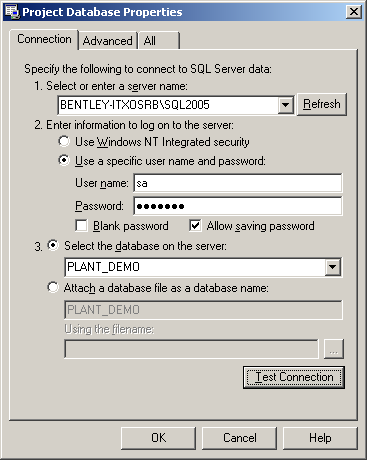 Project Database Properties
Connection Advanced All
Specify the following to connect to SQL Server data:
1. Select or enter a server name:
BENTLEY-ITXOSRB\SQL2005 Refresh
2. Enter information to log on to the server:
Use Windows NT Integrated security
Use a specific user name and password:
User name: sa
Password: ●●●●●●●
Blank password Allow saving password
3. Select the database on the server:
PLANT_DEMO
Attach a database file as a database name:
PLANT_DEMO
Using the filename:
...
Test Connection
OK Cancel Help